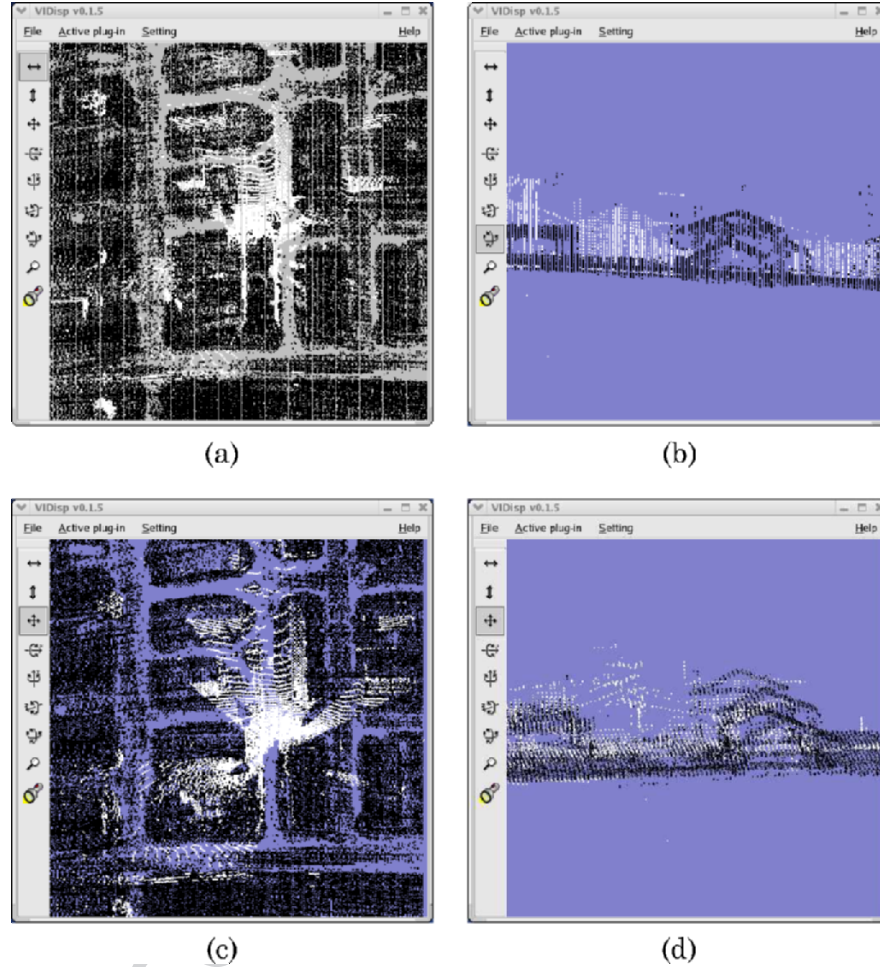 VIDisp v0.1.5
File Active plug-in Setting Help
VIDisp v0.1.5
File Active plug-in Setting Help
(a)
(b)
VIDisp v0.1.5
File Active plug-in Setting Help
VIDisp v0.1.5
File Active plug-in Setting Help
(c)
(d)